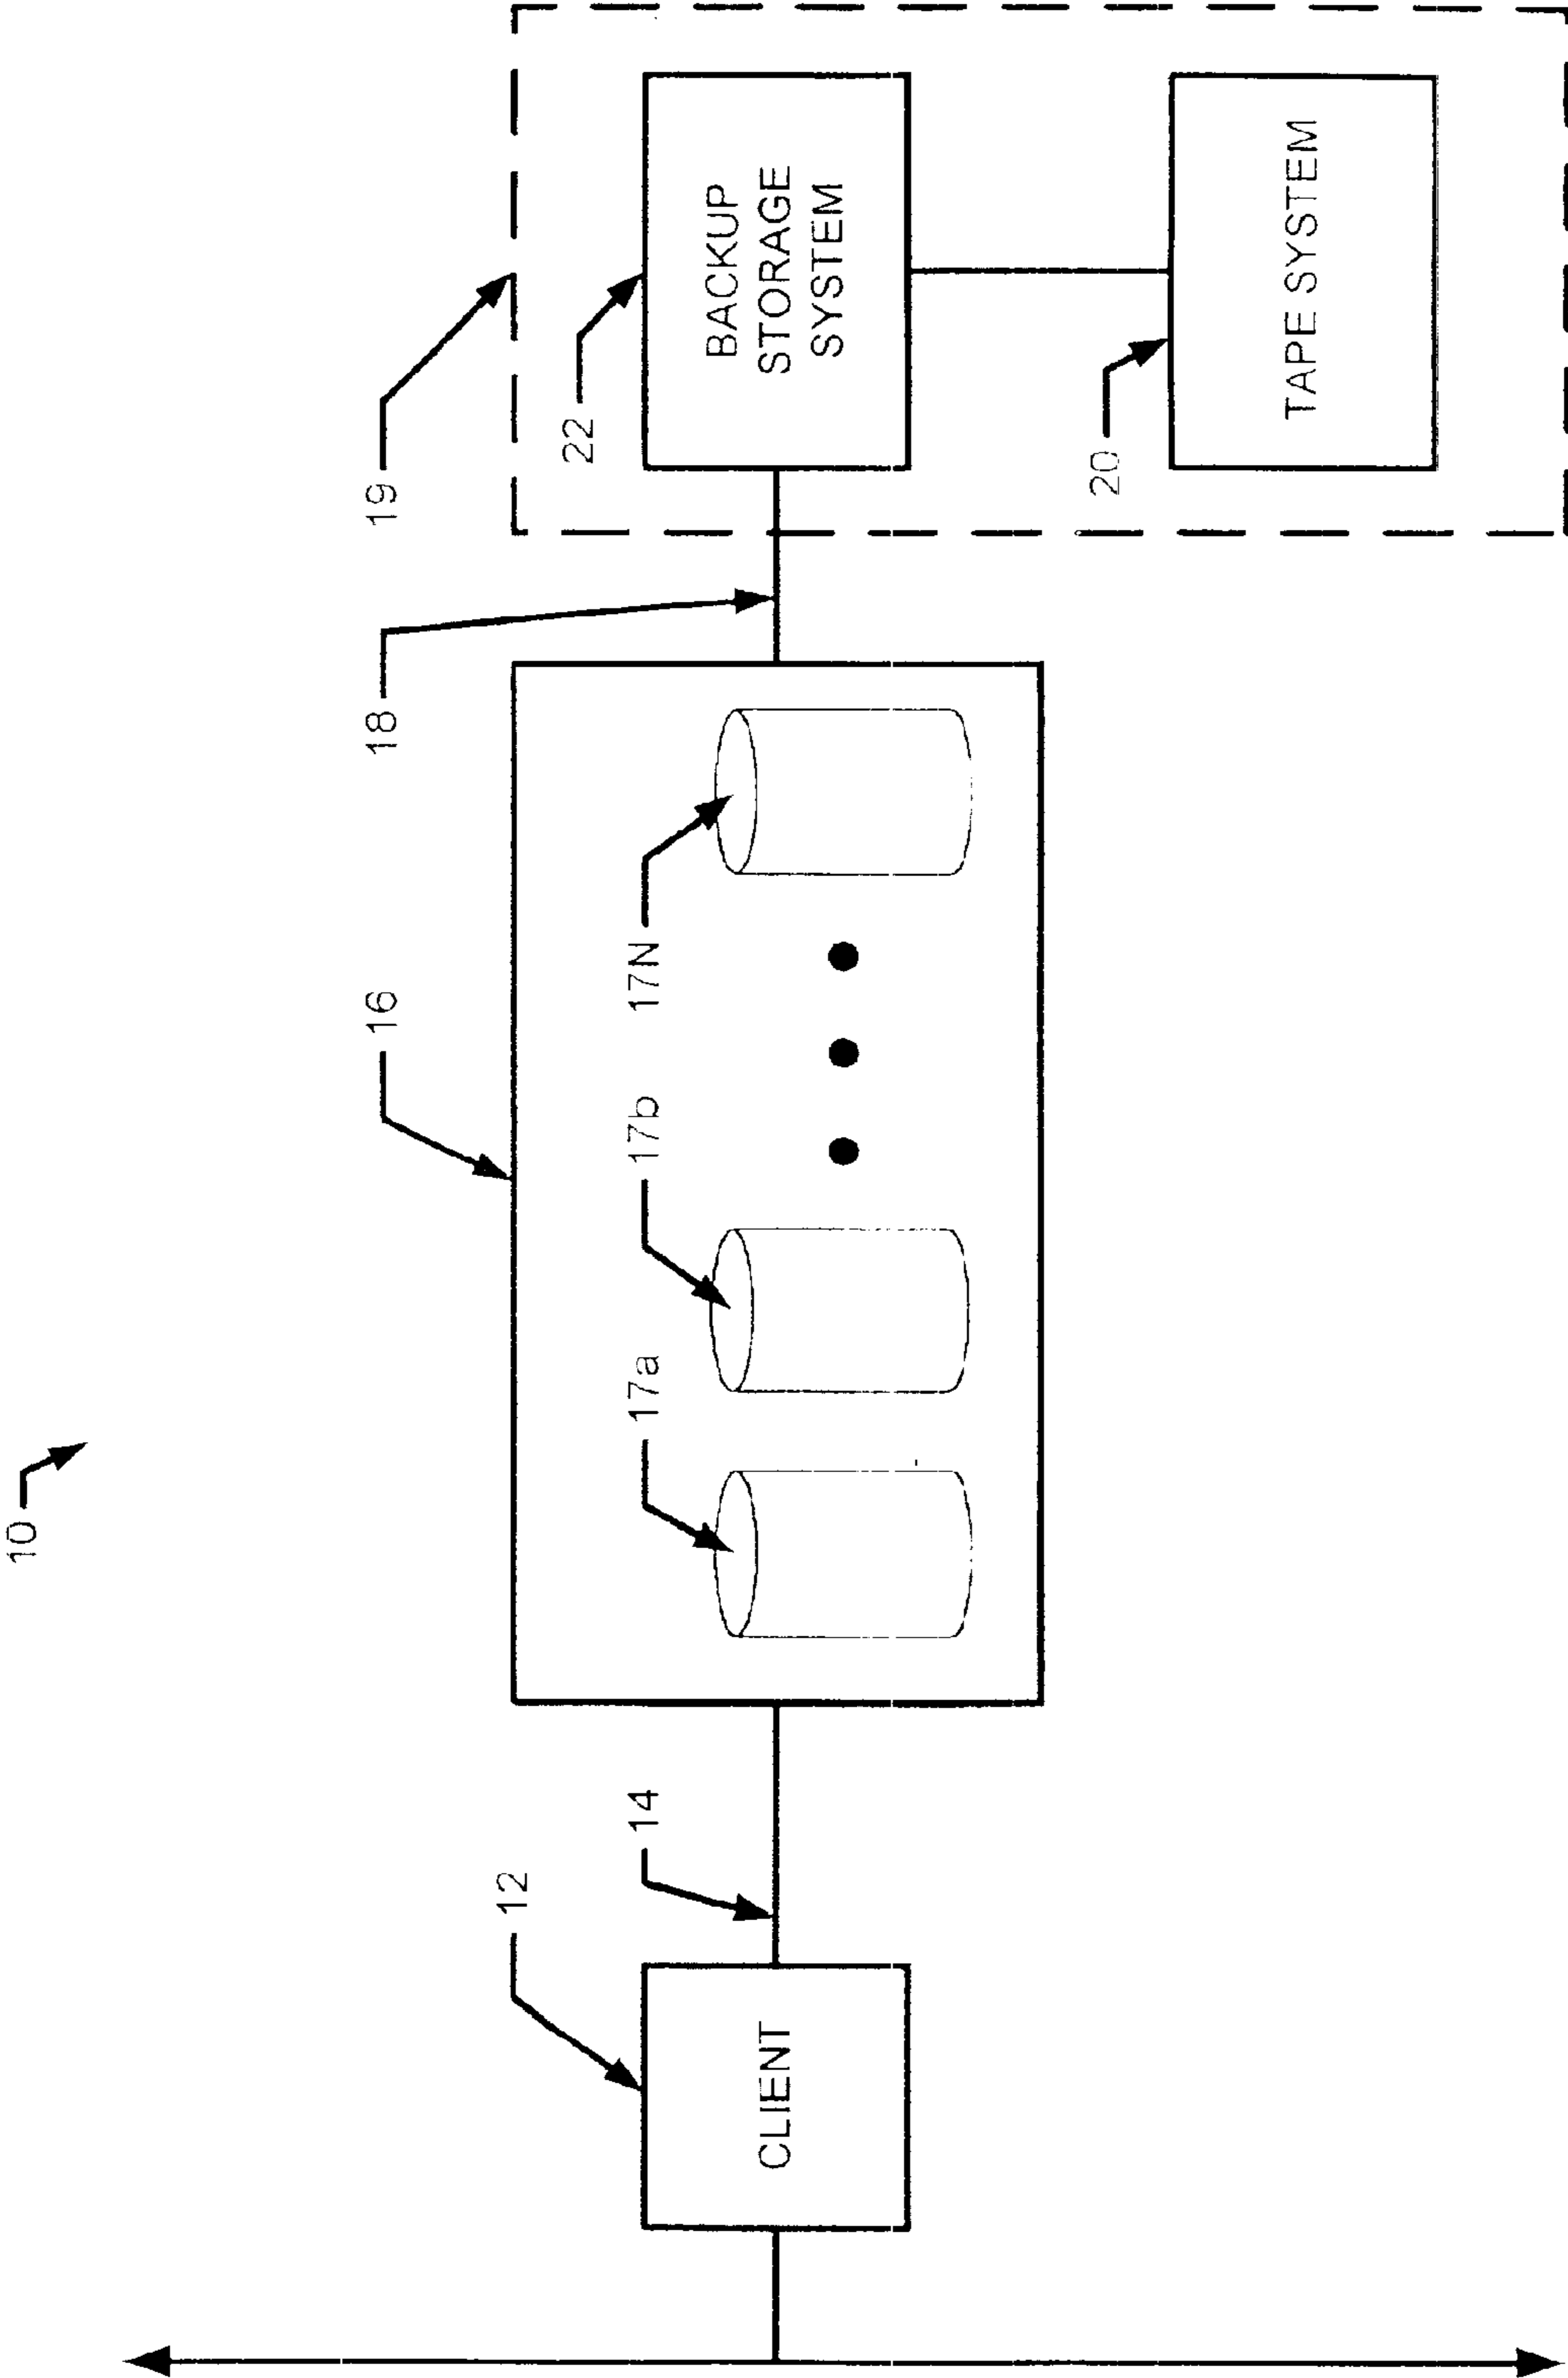 10
12
CLIENT
14
16
17a
17b
17N
18
19
22
BACKUP
STORAGE
SYSTEM
20
TAPE SYSTEM